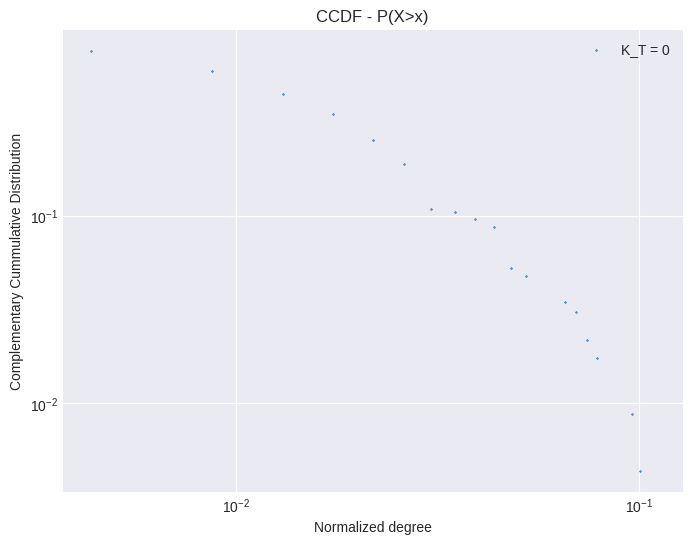 CCDF - P(X>x)
K_T = 0
Complementary Cummulative Distribution
10⁻¹
10⁻²
10⁻²
10⁻¹
Normalized degree